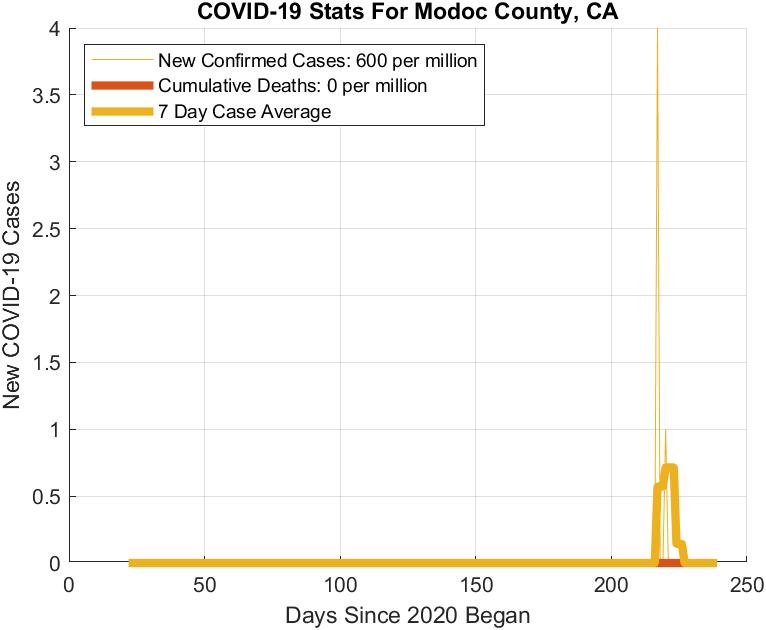 COVID-19 Stats For Modoc County, CA
New Confirmed Cases: 600 per million
Cumulative Deaths: 0 per million
7 Day Case Average
New COVID-19 Cases
4
3.5
3
2.5
2
1.5
1
0.5
0
0 50 100 150 200 250
Days Since 2020 Began